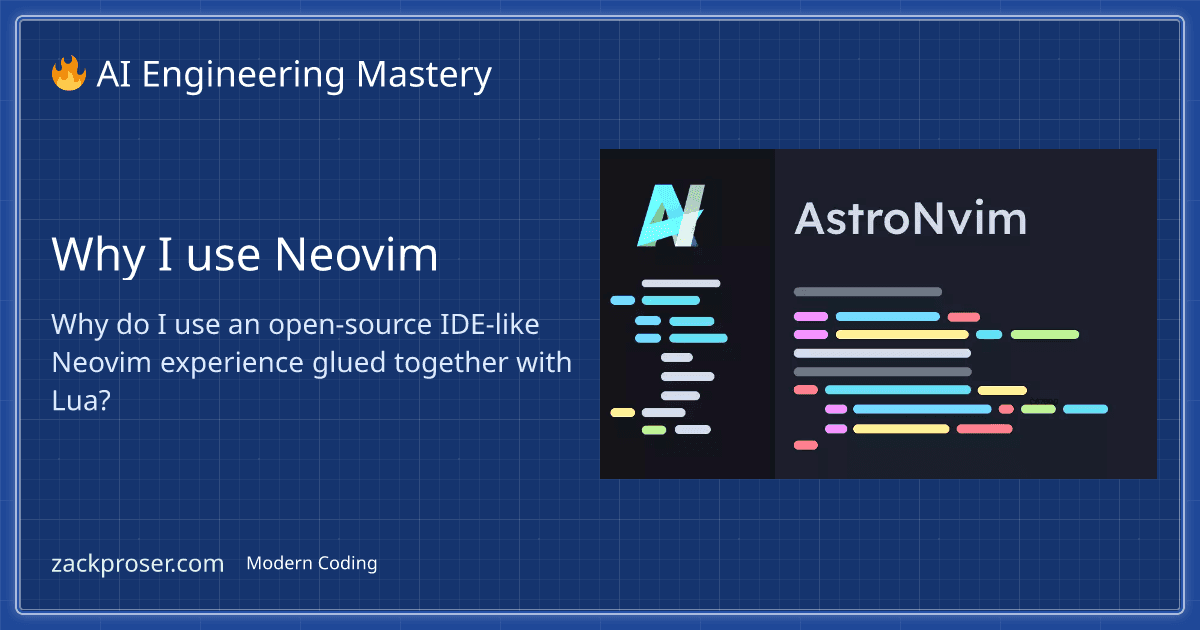 🔥 AI Engineering Mastery
Why I use Neovim
Why do I use an open-source IDE-like
Neovim experience glued together with
Lua?
AstroNvim
zackproser.com
Modern Coding